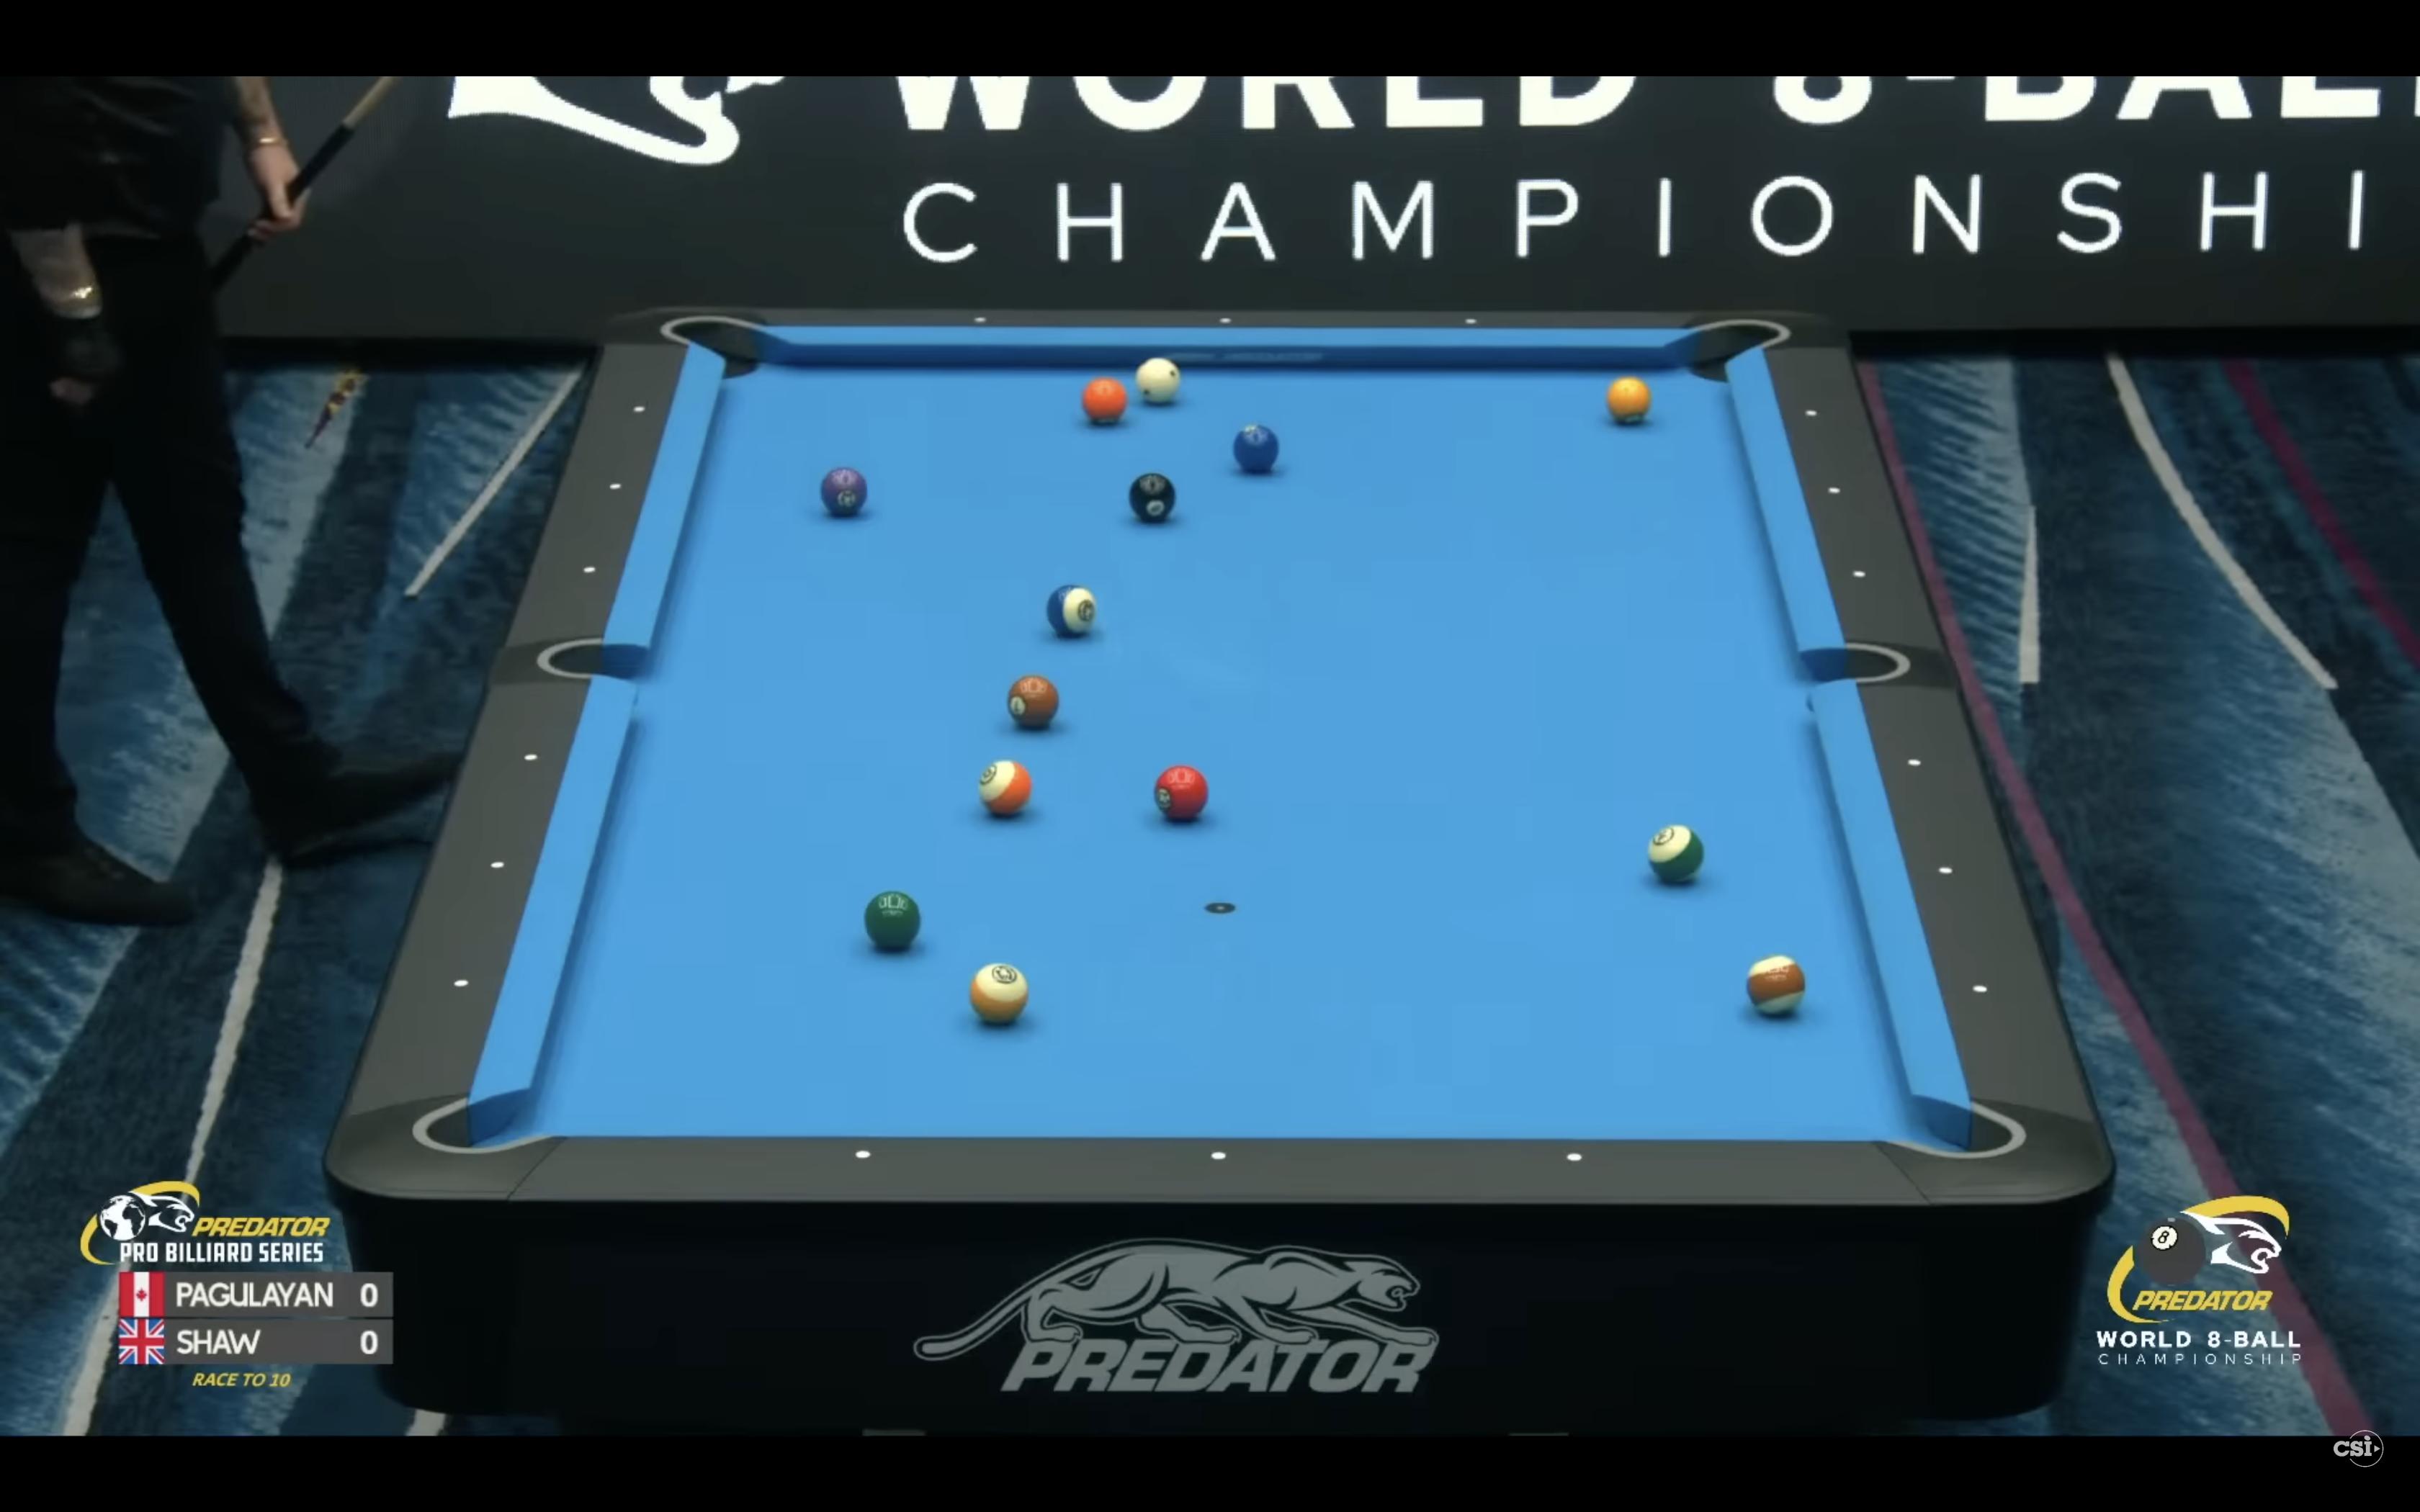 WORLD 8-BALL
CHAMPIONSHI
PREDATOR
PRO BILLIARD SERIES
PAGULAYAN 0
SHAW 0
RACE TO 10
PREDATOR
8
PREDATOR
WORLD 8-BALL
CHAMPIONSHIP
CSI